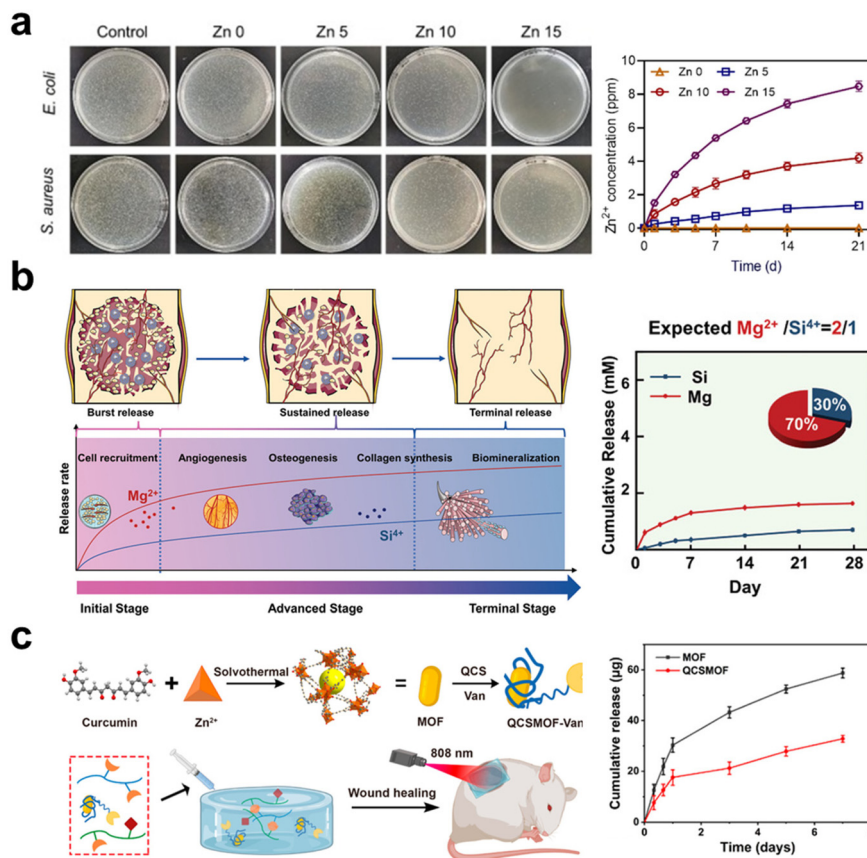 a
Control Zn 0 Zn 5 Zn 10 Zn 15
E. coli
S. aureus
Zn 0 Zn 5
Zn 10 Zn 15
Zn²⁺ concentration (ppm)
8
6
4
2
0
0 7 14 21
Time (d)
b
Burst release Sustained release Terminal release
Release rate
Cell recruitment Angiogenesis Osteogenesis Collagen synthesis Biomineralization
Mg²⁺
Si⁴⁺
Initial Stage Advanced Stage Terminal Stage
Expected Mg²⁺/Si⁴⁺=2/1
Cumulative Release (mM)
Si
Mg
30%
70%
6
4
2
0 7 14 21 28
Day
c
Curcumin
+
Zn²⁺
Solvothermal
=
MOF
QCS
Van
QCSMOF-Van
808 nm
Wound healing
Cumulative release (μg)
MOF
QCSMOF
60
40
20
0
0 2 4 6
Time (days)